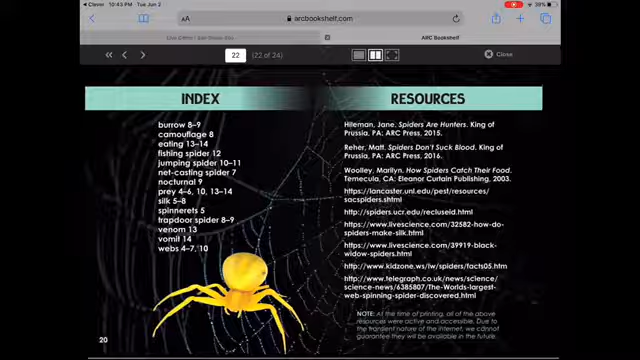 Clever 10:43 PM Tue Jun 2
38%
AA
arcbookshelf.com
ARC Bookshelf
22
(22 of 24)
Close
INDEX
burrow 8–9
camouflage 8
eating 13–14
fishing spider 12
jumping spider 10–11
net-casting spider 7
nocturnal 9
prey 4–6, 10, 13–14
silk 5–8
spinnerets 5
trapdoor spider 8–9
venom 13
vomit 14
webs 4–7, 10
20
RESOURCES
Hileman, Jane. Spiders Are Hunters. King of
Prussia, PA: ARC Press, 2015.
Reher, Matt. Spiders Don't Suck Blood. King of
Prussia, PA: ARC Press, 2016.
Woolley, Marilyn. How Spiders Catch Their Food.
Temecula, CA: Eleanor Curtain Publishing, 2003.
https://lancaster.unl.edu/pest/resources/
sacspiders.shtml
http://spiders.ucr.edu/recluseid.html
https://www.livescience.com/32582-how-do-
spiders-make-silk.html
http://www.livescience.com/39919-black-
widow-spiders.html
http://www.kidzone.ws/lw/spiders/facts05.htm
http://www.telegraph.co.uk/news/science/
science-news/6385807/The-Worlds-largest-
web-spinning-spider-discovered.html
NOTE: At the time of printing, all of the above
resources were active and accessible. Due to
the transient nature of the internet, we cannot
guarantee they will be available in the future.